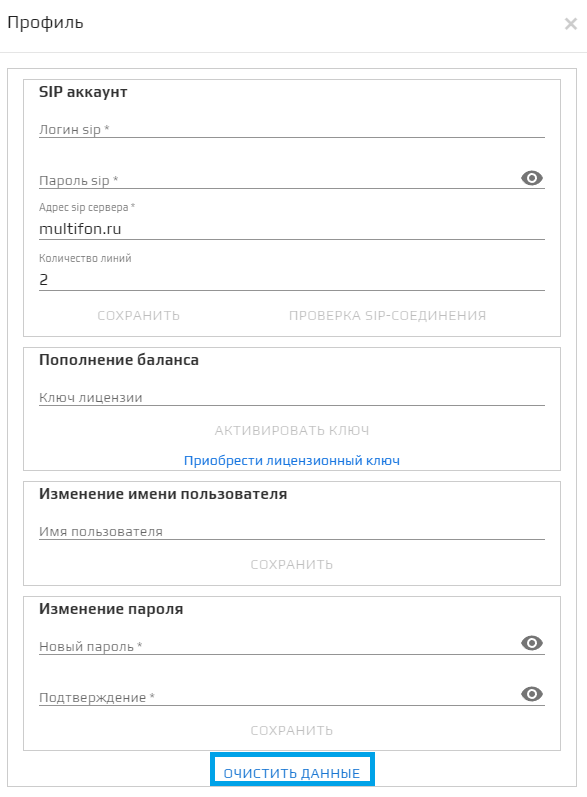 Профиль
SIP аккаунт
Логин sip *
Пароль sip *
Адрес sip сервера *
multifon.ru
Количество линий
2
СОХРАНИТЬ ПРОВЕРКА SIP-СОЕДИНЕНИЯ
Пополнение баланса
Ключ лицензии
АКТИВИРОВАТЬ КЛЮЧ
Приобрести лицензионный ключ
Изменение имени пользователя
Имя пользователя
СОХРАНИТЬ
Изменение пароля
Новый пароль *
Подтверждение *
СОХРАНИТЬ
ОЧИСТИТЬ ДАННЫЕ